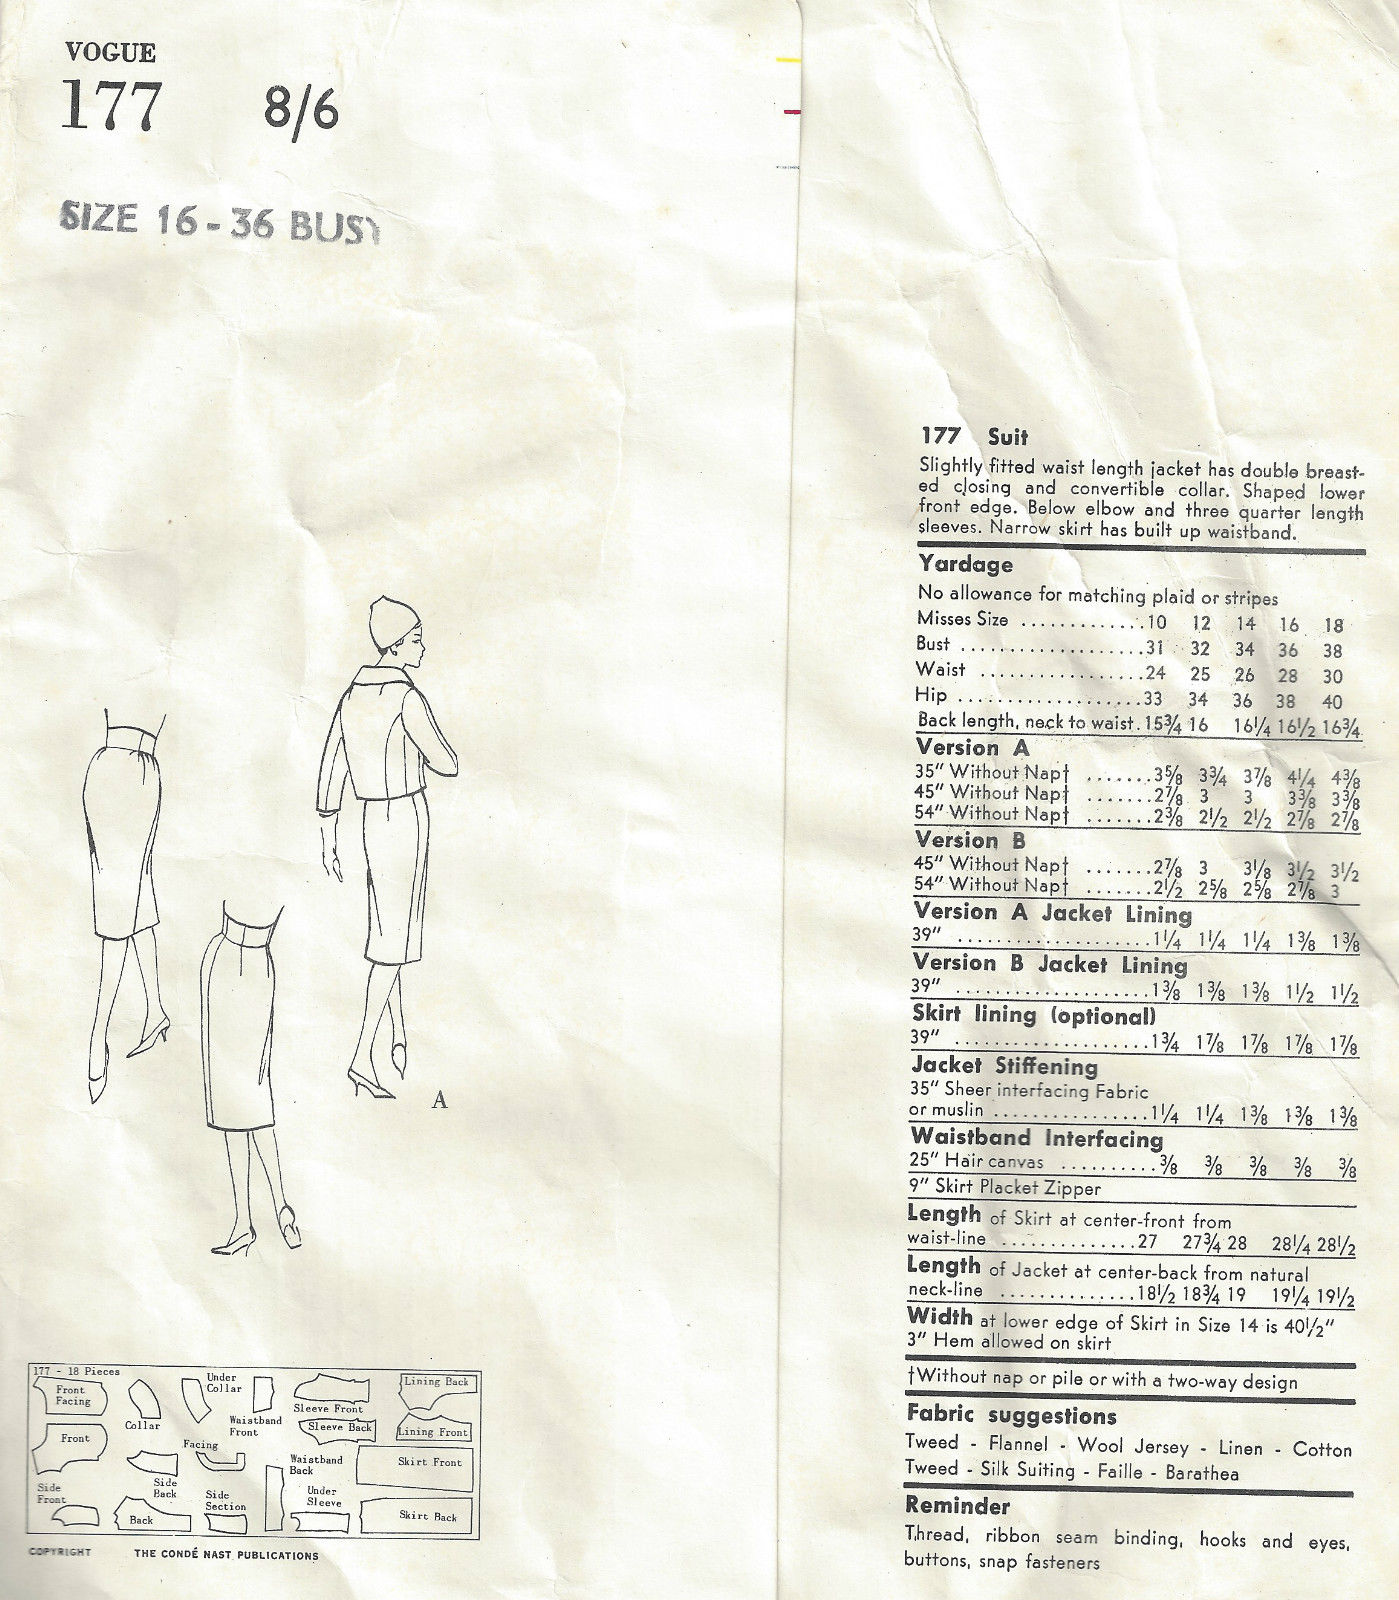 VOGUE
177 8/6
SIZE 16 - 36 BUST
177 Suit
Slightly fitted waist length jacket has double breast-
ed closing and convertible collar. Shaped lower
front edge. Below elbow and three quarter length
sleeves. Narrow skirt has built up waistband.
Yardage
No allowance for matching plaid or stripes
Misses Size .............10 12 14 16 18
Bust ...................31 32 34 36 38
Waist .................24 25 26 28 30
Hip ...................33 34 36 38 40
Back length, neck to waist. 15¾ 16 16¼ 16½ 16¾
Version A
35" Without Nap† .......3⅝ 3¾ 3⅞ 4¼ 4⅜
45" Without Nap† .......2⅞ 3 3 3⅜ 3⅜
54" Without Nap† .......2⅜ 2½ 2½ 2⅞ 2⅞
Version B
45" Without Nap† .......2⅞ 3 3⅛ 3½ 3½
54" Without Nap† .......2½ 2⅝ 2⅝ 2⅞ 3
Version A Jacket Lining
39" ....................1¼ 1¼ 1¼ 1⅜ 1⅜
Version B Jacket Lining
39" ....................1⅜ 1⅜ 1⅜ 1½ 1½
Skirt lining (optional)
39" ....................1¾ 1⅞ 1⅞ 1⅞ 1⅞
Jacket Stiffening
35" Sheer interfacing Fabric
or muslin ................1¼ 1¼ 1⅜ 1⅜ 1⅜
Waistband Interfacing
25" Hair canvas ..........⅜ ⅜ ⅜ ⅜ ⅜
9" Skirt Placket Zipper
Length of Skirt at center-front from
waist-line ..............27 27¾ 28 28¼ 28½
Length of Jacket at center-back from natural
neck-line ..............18½ 18¾ 19 19¼ 19½
Width at lower edge of Skirt in Size 14 is 40½"
3" Hem allowed on skirt
†Without nap or pile or with a two-way design
Fabric suggestions
Tweed - Flannel - Wool Jersey - Linen - Cotton
Tweed - Silk Suiting - Faille - Barathea
Reminder
Thread, ribbon seam binding, hooks and eyes,
buttons, snap fasteners
A
177 - 18 Pieces
Front
Facing
Collar
Under
Collar
Waistband
Front
Sleeve Front
Lining Back
Front
Facing
Sleeve Back
Lining Front
Side
Front
Side
Back
Waistband
Back
Skirt Front
Back
Side
Section
Under
Sleeve
Skirt Back
COPYRIGHT THE CONDÉ NAST PUBLICATIONS